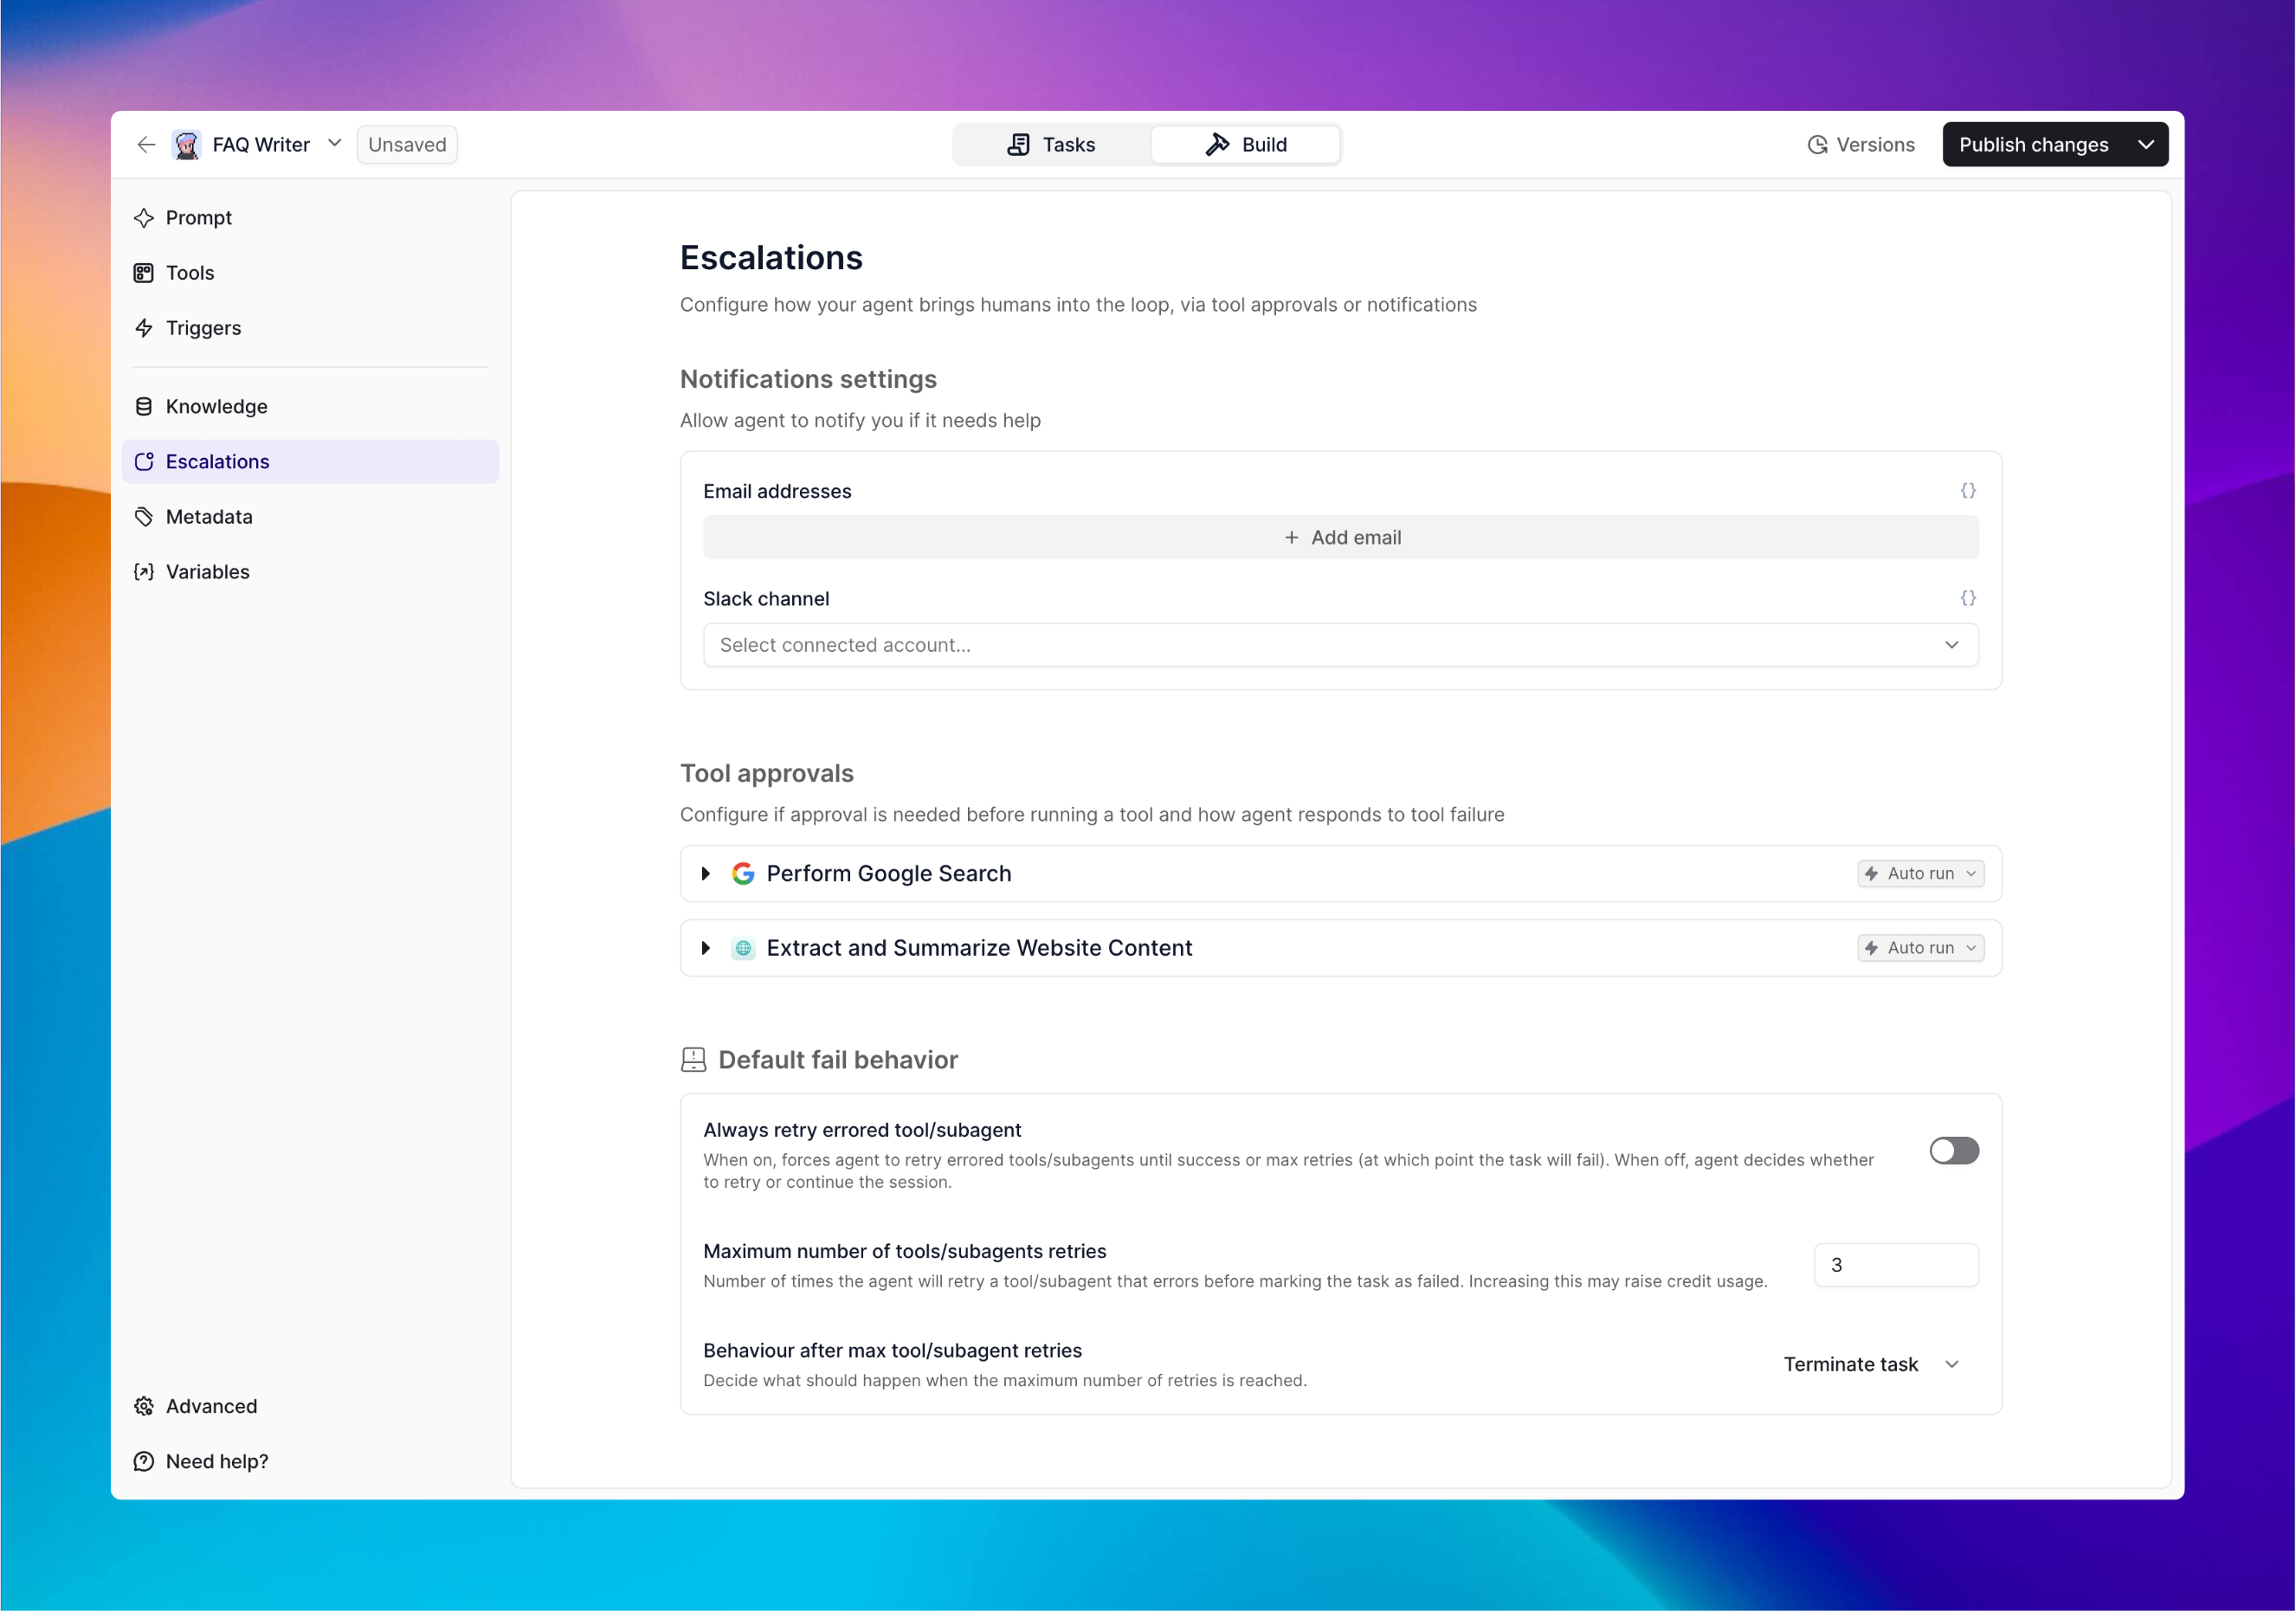 FAQ Writer
Unsaved
Tasks
Build
Versions
Publish changes
Prompt
Tools
Triggers
Knowledge
Escalations
Metadata
Variables
Advanced
Need help?
Escalations
Configure how your agent brings humans into the loop, via tool approvals or notifications
Notifications settings
Allow agent to notify you if it needs help
Email addresses
{}
+ Add email
Slack channel
{}
Select connected account...
Tool approvals
Configure if approval is needed before running a tool and how agent responds to tool failure
Perform Google Search
Auto run
Extract and Summarize Website Content
Auto run
Default fail behavior
Always retry errored tool/subagent
When on, forces agent to retry errored tools/subagents until success or max retries (at which point the task will fail). When off, agent decides whether
to retry or continue the session.
Maximum number of tools/subagents retries
Number of times the agent will retry a tool/subagent that errors before marking the task as failed. Increasing this may raise credit usage.
3
Behaviour after max tool/subagent retries
Decide what should happen when the maximum number of retries is reached.
Terminate task